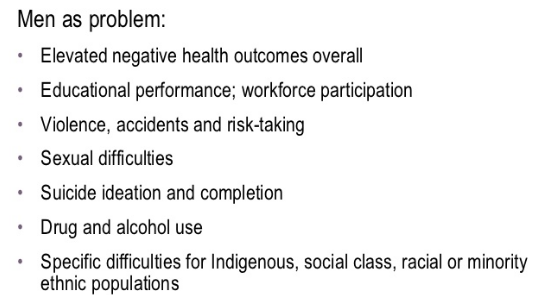 Men as problem:
• Elevated negative health outcomes overall
• Educational performance; workforce participation
• Violence, accidents and risk-taking
• Sexual difficulties
• Suicide ideation and completion
• Drug and alcohol use
• Specific difficulties for Indigenous, social class, racial or minority
ethnic populations